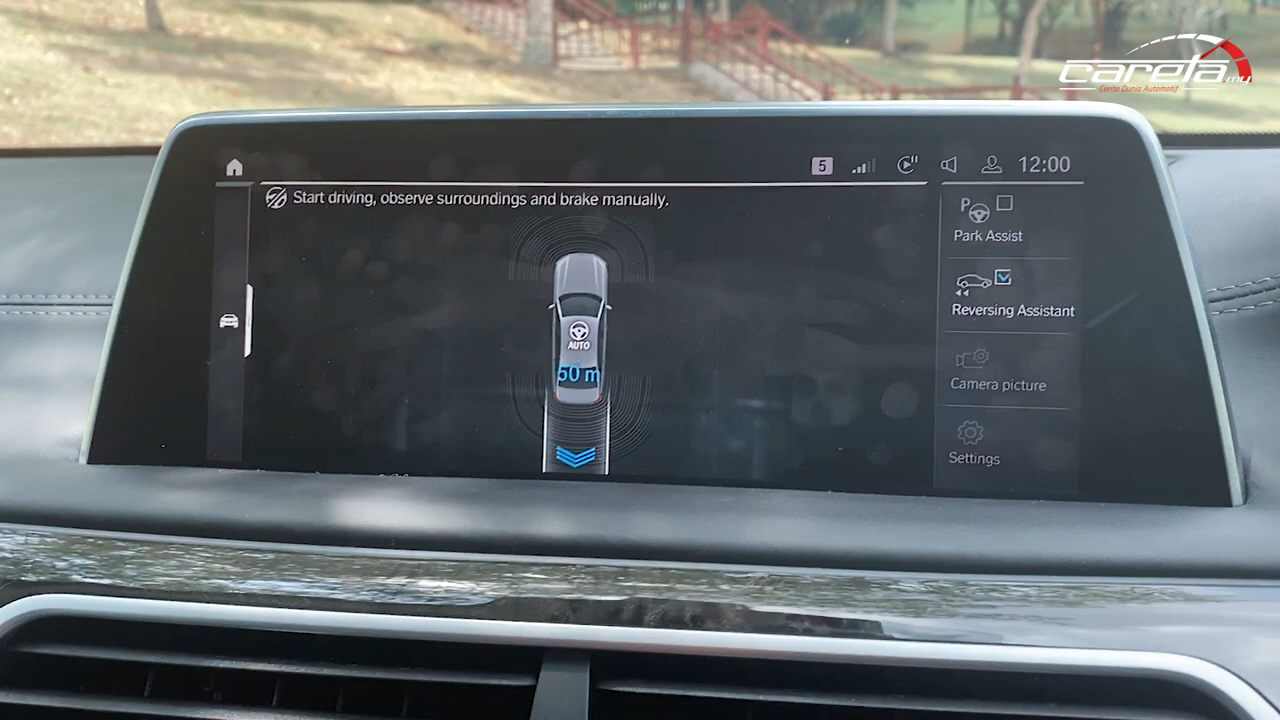 careta.my
Cerita Dunia Automotif
5
12:00
Start driving, observe surroundings and brake manually.
P
Park Assist
AUTO
50 m
Reversing Assistant
Camera picture
Settings